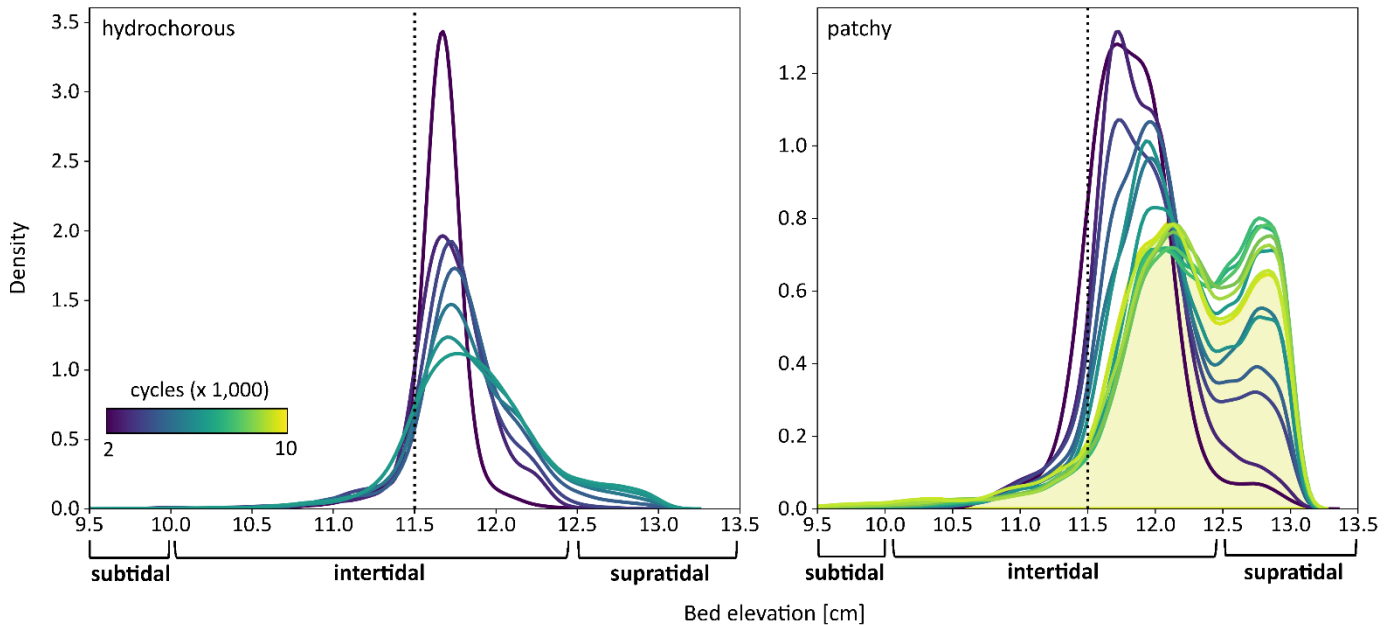 hydrochorous
3.5
3.0
2.5
2.0
1.5
1.0
0.5
0.0
Density
cycles (x 1,000)
2 10
9.5 10.0 10.5 11.0 11.5 12.0 12.5 13.0 13.5
subtidal intertidal supratidal
patchy
1.2
1.0
0.8
0.6
0.4
0.2
0.0
9.5 10.0 11.0 11.5 12.0 12.5 13.0 13.5
subtidal intertidal supratidal
Bed elevation [cm]